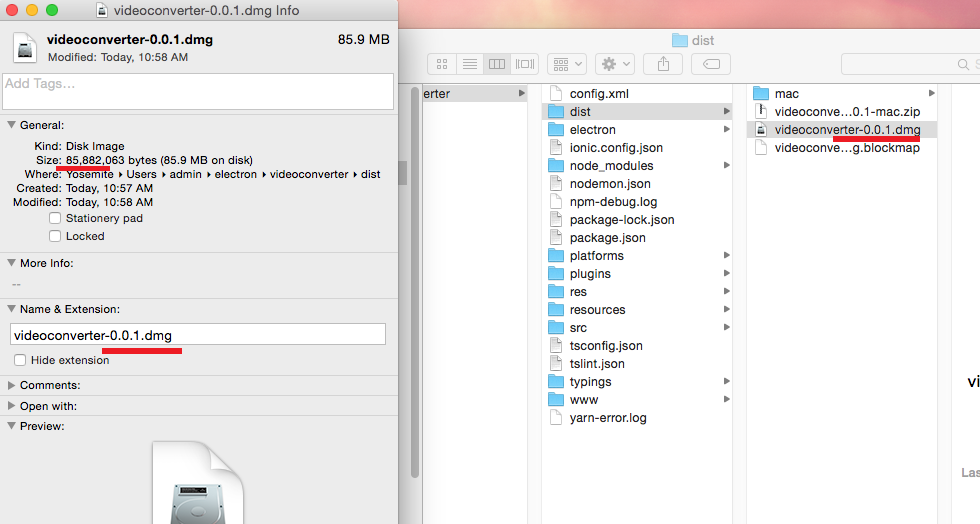 videoconverter-0.0.1.dmg Info
videoconverter-0.0.1.dmg 85.9 MB
Modified: Today, 10:58 AM
Add Tags…
General:
Kind: Disk Image
Size: 85,882,063 bytes (85.9 MB on disk)
Where: Yosemite ▸ Users ▸ admin ▸ electron ▸ videoconverter ▸ dist
Created: Today, 10:57 AM
Modified: Today, 10:58 AM
Stationery pad
Locked
More Info:
--
Name & Extension:
videoconverter-0.0.1.dmg
Hide extension
Comments:
Open with:
Preview:
dist
erter
config.xml
dist
electron
ionic.config.json
node_modules
nodemon.json
npm-debug.log
package-lock.json
package.json
platforms
plugins
res
resources
src
tsconfig.json
tslint.json
typings
www
yarn-error.log
mac
videoconve…0.1-mac.zip
videoconverter-0.0.1.dmg
videoconve…g.blockmap
vi
Las